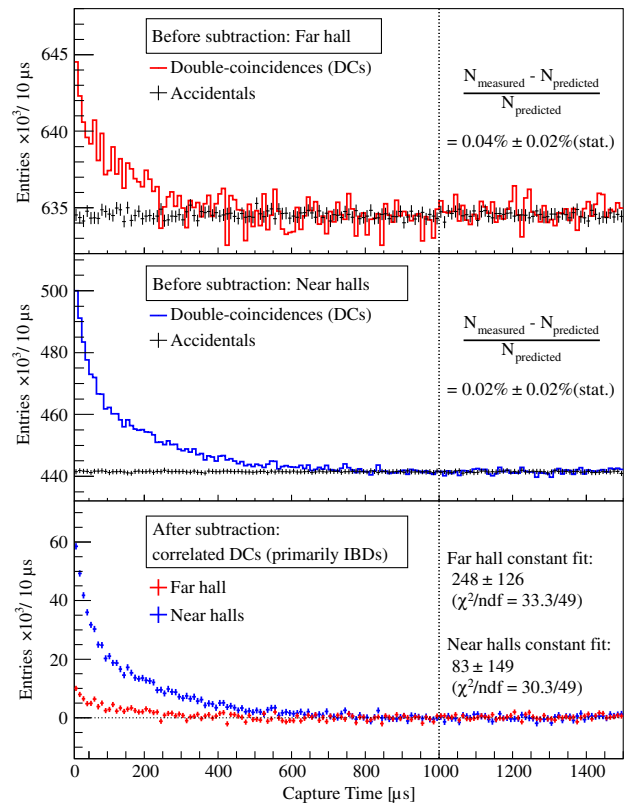 Before subtraction: Far hall
Double-coincidences (DCs)
Accidentals
N_measured - N_predicted
N_predicted
= 0.04% ± 0.02%(stat.)
Entries ×10³/ 10 µs
645
640
635
Before subtraction: Near halls
Double-coincidences (DCs)
Accidentals
N_measured - N_predicted
N_predicted
= 0.02% ± 0.02%(stat.)
Entries ×10³/ 10 µs
500
480
460
440
After subtraction:
correlated DCs (primarily IBDs)
Far hall
Near halls
Far hall constant fit:
248 ± 126
(χ²/ndf = 33.3/49)
Near halls constant fit:
83 ± 149
(χ²/ndf = 30.3/49)
Entries ×10³/ 10 µs
60
40
20
0
0 200 400 600 800 1000 1200 1400
Capture Time [µs]